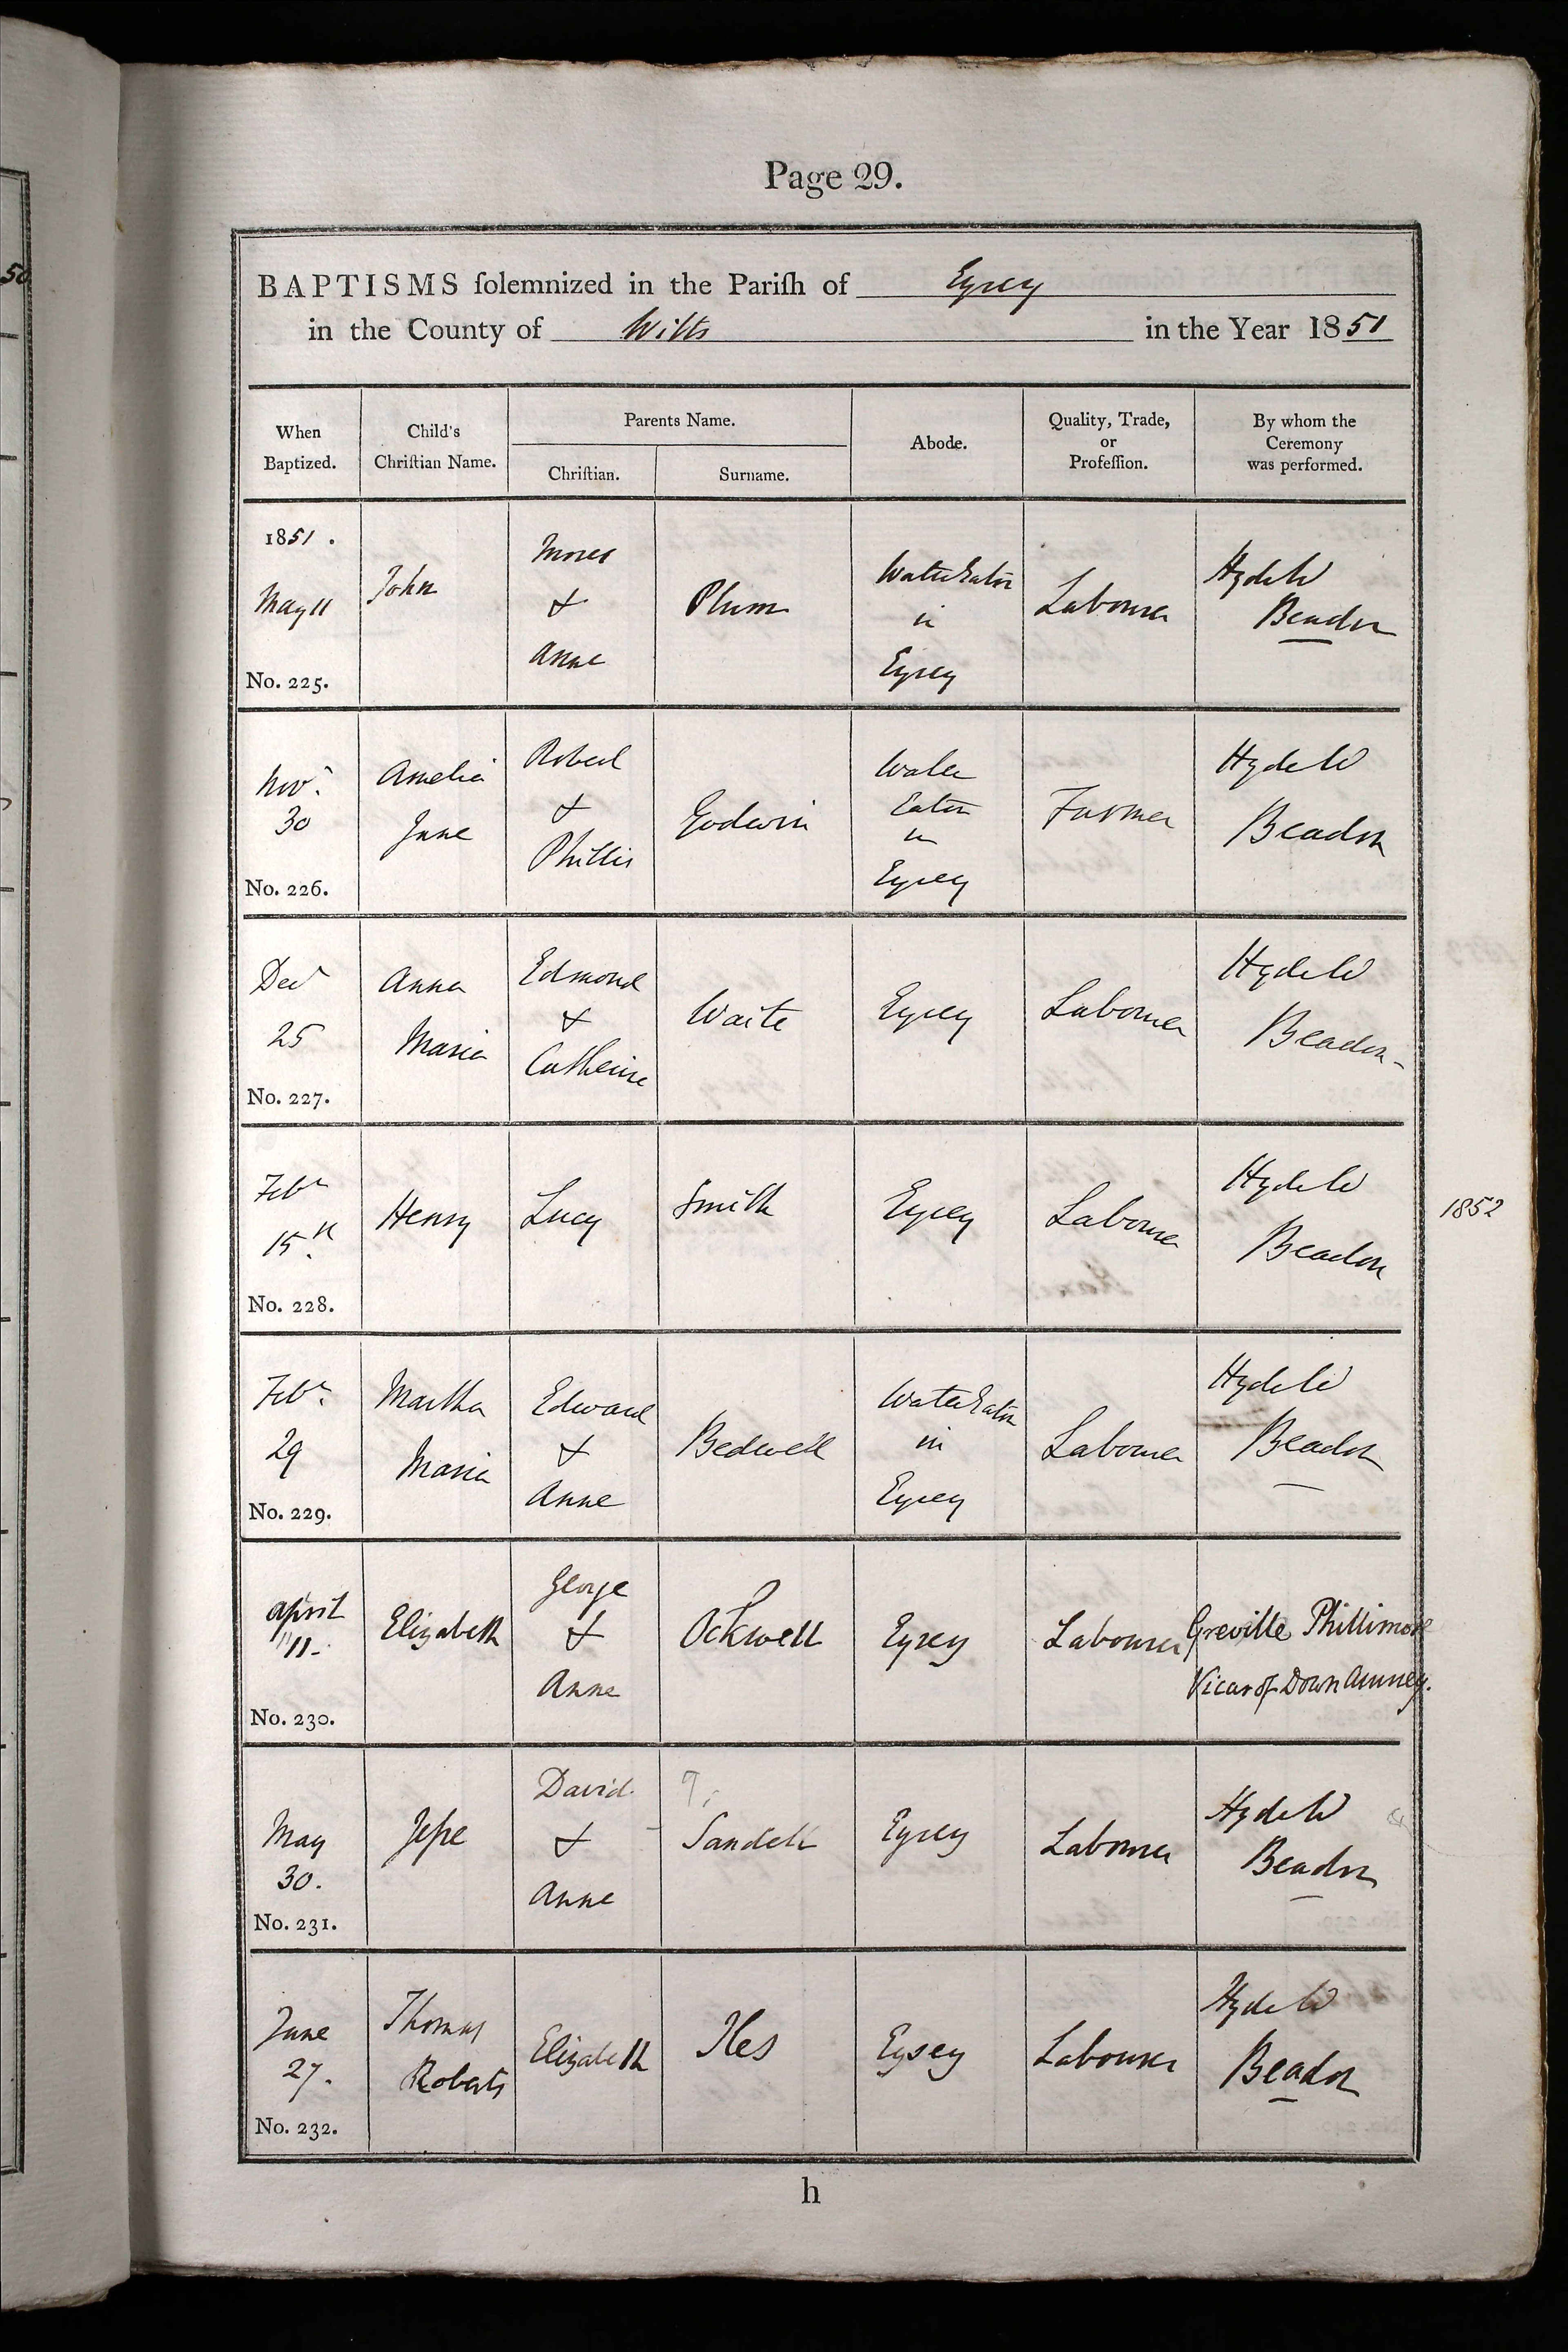 50
Page 29.
BAPTISMS ſolemnized in the Pariſh of Eysey
in the County of Wilts in the Year 1851
When
Baptized.
Child's
Chriſtian Name.
Parents Name.
Chriſtian.
Surname.
Abode.
Quality, Trade,
or
Profeſſion.
By whom the
Ceremony
was performed.
1851.
May 11
No. 225.
John
Moses
&
Anne
Plum
Water Eaton
in
Eysey
Labourer
Hyde W
Beadon
Novr
30
No. 226.
Amelia
Jane
Robert
&
Phillis
Godwin
Water
Eaton
in
Eysey
Farmer
Hyde W
Beadon
Decr
25
No. 227.
Anna
Maria
Edmond
&
Catherine
Waite
Eysey
Labourer
Hyde W
Beadon
Febr
15th
No. 228.
Henry
Lucy
Smith
Eysey
Labourer
Hyde W
Beadon
1852
Febr
29
No. 229.
Martha
Maria
Edward
&
Anne
Bedwell
Water Eaton
in
Eysey
Labourer
Hyde W
Beadon
April
11
No. 230.
Elizabeth
George
&
Anne
Ockwell
Eysey
Labourer
Greville Phillimore
Vicar of Down Amney.
May
30.
No. 231.
Jeſse
David
&
Anne
Sandell
Eysey
Labourer
Hyde W
Beadon
June
27.
No. 232.
Thomas
Roberts
Elizabeth
Iles
Eysey
Labourer
Hyde W
Beadon
h